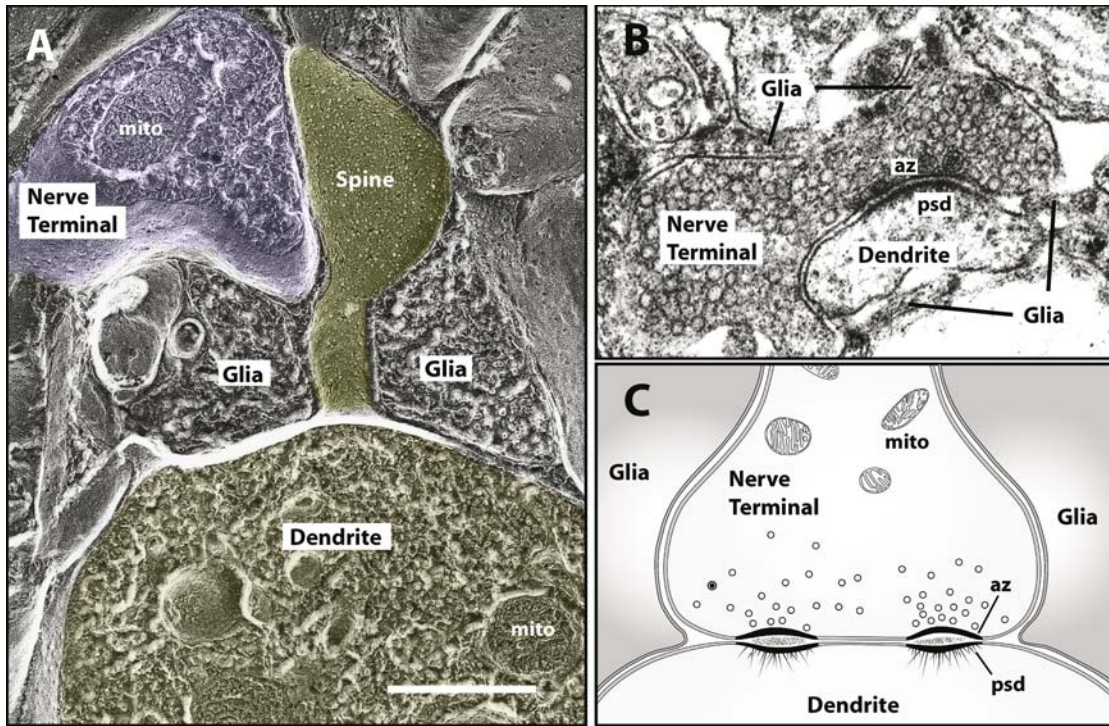 A
mito
Nerve
Terminal
Spine
Glia
Glia
Dendrite
mito
B
Glia
az
psd
Nerve
Terminal
Dendrite
Glia
C
mito
Glia
Nerve
Terminal
Glia
az
psd
Dendrite